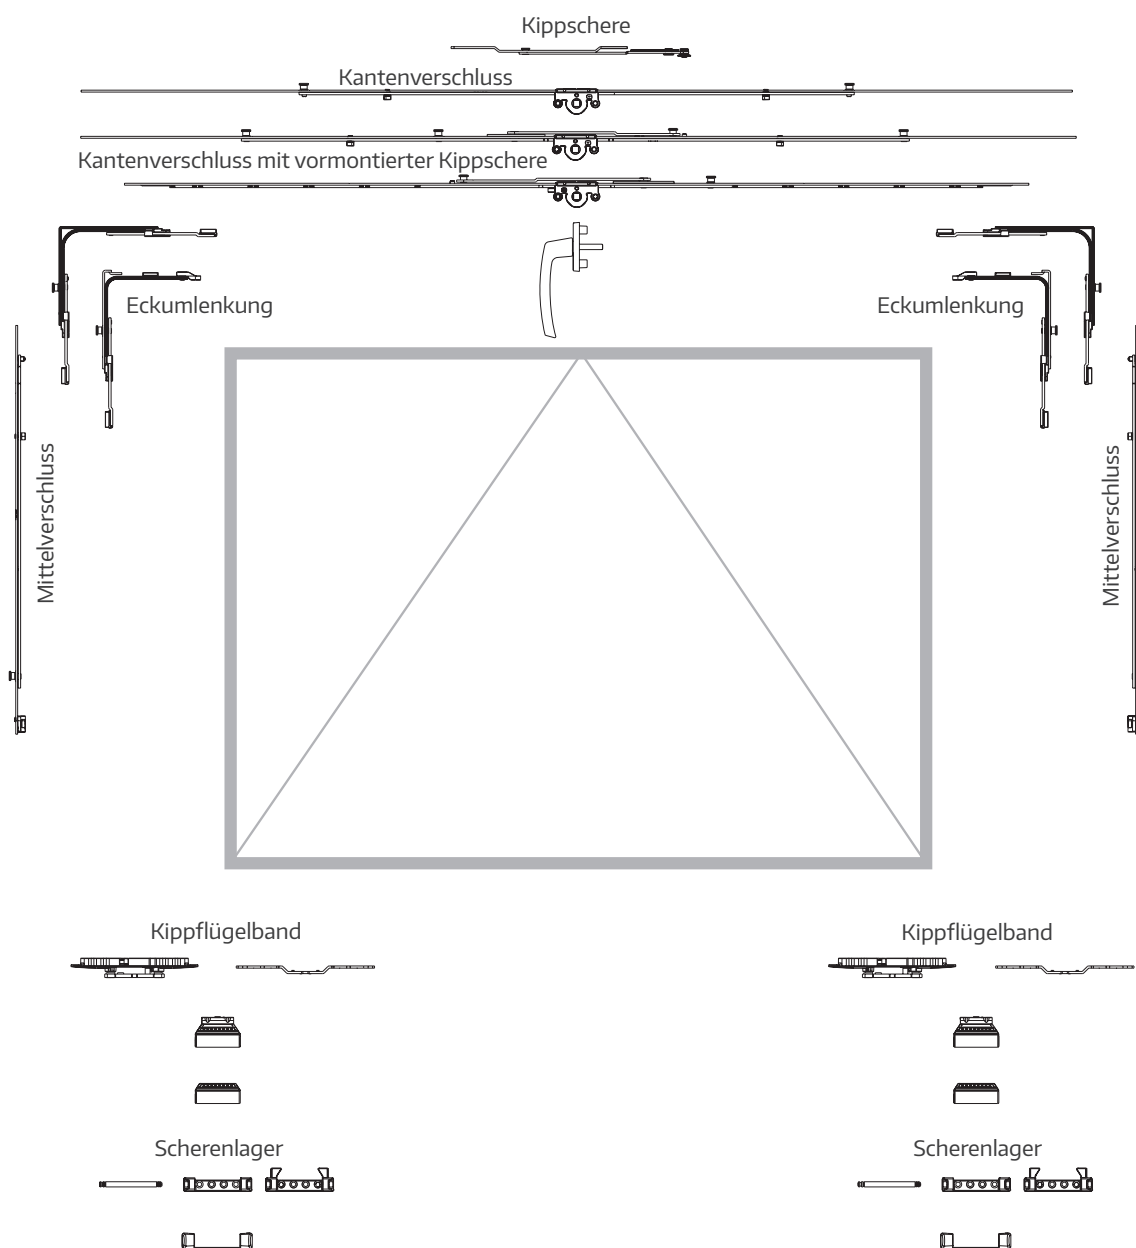 Kippschere
Kantenverschluss
Kantenverschluss mit vormontierter Kippschere
Eckumlenkung
Eckumlenkung
Mittelverschluss
Mittelverschluss
Kippflügelband
Kippflügelband
Scherenlager
Scherenlager